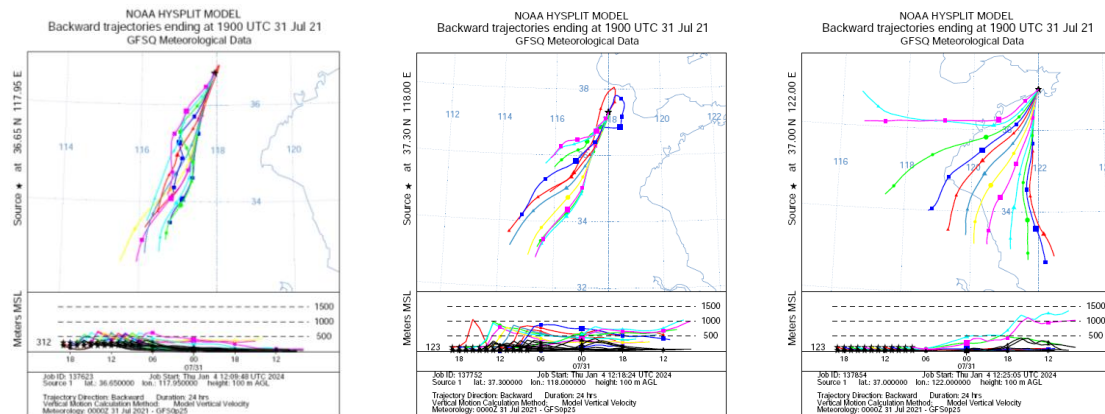 NOAA HYSPLIT MODEL
Backward trajectories ending at 1900 UTC 31 Jul 21
GFSQ Meteorological Data
Source ★ at 36.65 N 117.95 E
114
116
118
120
36
34
Meters MSL
1500
1000
500
312
18 12 06 00 18 12
07/31
Job ID: 137623 Job Start: Thu Jan 4 12:09:48 UTC 2024
Source 1 lat.: 36.650000 lon.: 117.950000 height: 100 m AGL
Trajectory Direction: Backward Duration: 24 hrs
Vertical Motion Calculation Method: Model Vertical Velocity
Meteorology: 0000Z 31 Jul 2021 - GFS0p25
NOAA HYSPLIT MODEL
Backward trajectories ending at 1900 UTC 31 Jul 21
GFSQ Meteorological Data
Source ★ at 37.30 N 118.00 E
112
114
116
118
120
122
38
34
32
Meters MSL
1500
1000
500
123
18 12 06 00 18 12
07/31
Job ID: 137752 Job Start: Thu Jan 4 12:18:24 UTC 2024
Source 1 lat.: 37.300000 lon.: 118.000000 height: 100 m AGL
Trajectory Direction: Backward Duration: 24 hrs
Vertical Motion Calculation Method: Model Vertical Velocity
Meteorology: 0000Z 31 Jul 2021 - GFS0p25
NOAA HYSPLIT MODEL
Backward trajectories ending at 1900 UTC 31 Jul 21
GFSQ Meteorological Data
Source ★ at 37.00 N 122.00 E
116
118
120
122
34
Meters MSL
1500
1000
500
123
18 12 06 00 18 12
07/31
Job ID: 137854 Job Start: Thu Jan 4 12:25:05 UTC 2024
Source 1 lat.: 37.000000 lon.: 122.000000 height: 100 m AGL
Trajectory Direction: Backward Duration: 24 hrs
Vertical Motion Calculation Method: Model Vertical Velocity
Meteorology: 0000Z 31 Jul 2021 - GFS0p25